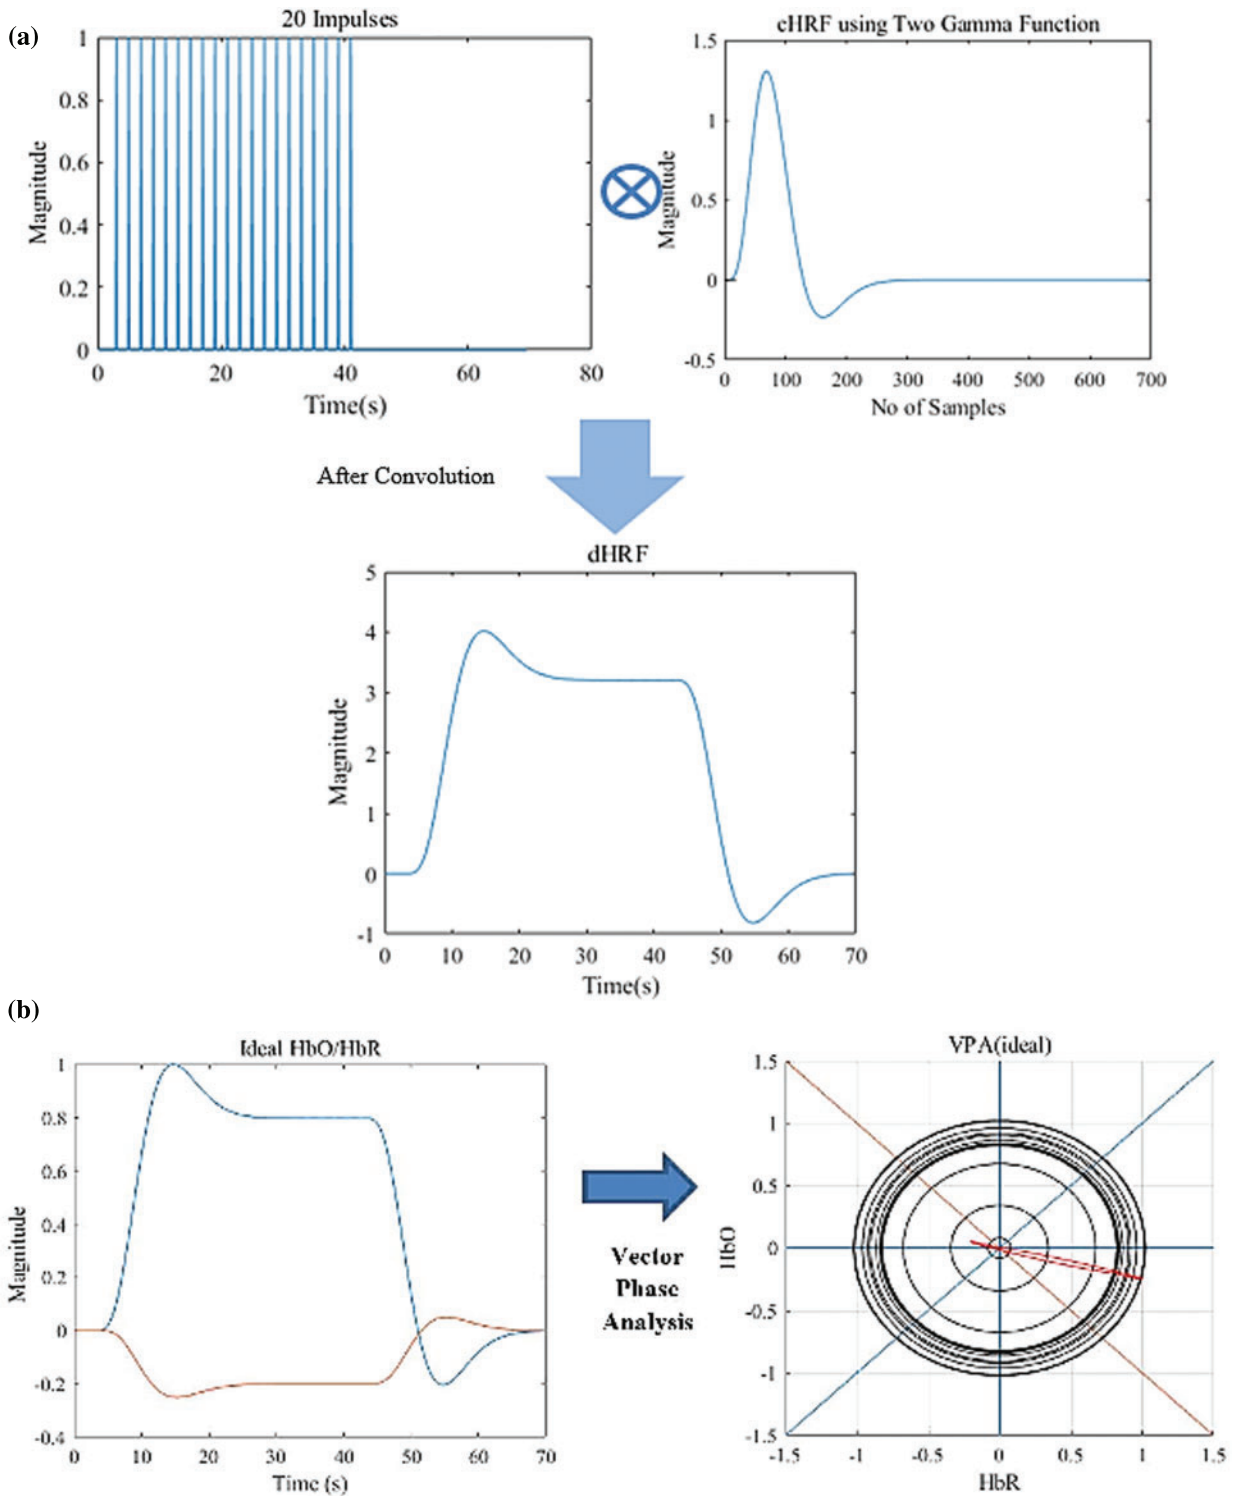 (a)
20 Impulses
1
0.8
0.6
0.4
0.2
0
Magnitude
0 20 40 60 80
Time(s)
cHRF using Two Gamma Function
1.5
1
0.5
0
-0.5
Magnitude
0 100 200 300 400 500 600 700
No of Samples
After Convolution
dHRF
5
4
3
2
1
0
-1
Magnitude
0 10 20 30 40 50 60 70
Time(s)
(b)
Ideal HbO/HbR
1
0.8
0.6
0.4
0.2
0
-0.2
-0.4
Magnitude
0 10 20 30 40 50 60 70
Time (s)
Vector
Phase
Analysis
VPA(ideal)
1.5
1
0.5
0
-0.5
-1
-1.5
HbO
-1.5 -1 -0.5 0 0.5 1 1.5
HbR